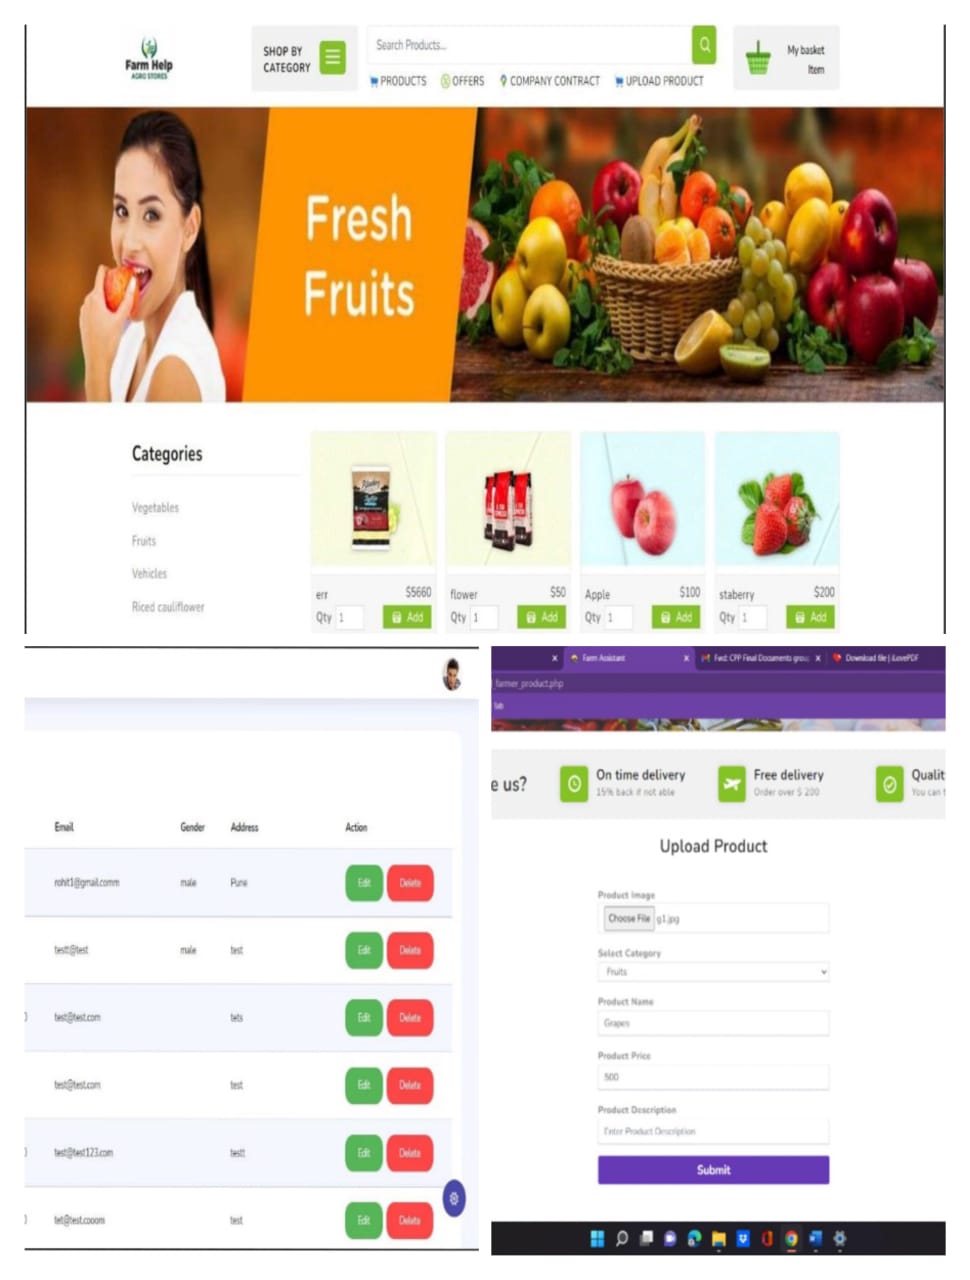 Farm Help
AGRO STORES
SHOP BY
CATEGORY
Search Products...
My basket
Item
PRODUCTS OFFERS COMPANY CONTRACT UPLOAD PRODUCT
Fresh
Fruits
Categories
Vegetables
Fruits
Vehicles
Riced cauliflower
err $5660
Qty 1 Add
flower $50
Qty 1 Add
Apple $100
Qty 1 Add
staberry $200
Qty 1 Add
Email Gender Address Action
rohit1@gmail.comm male Pune Edit Delete
testt@test male test Edit Delete
test@test.com tets Edit Delete
test@test.com test Edit Delete
test@test123.com testt Edit Delete
tet@test.cooom test Edit Delete
Farm Assistant
Fwd: CPP Final Documents group
Download file | iLovePDF
_farmer_product.php
lab
e us?
On time delivery
15% back if not able
Free delivery
Order over $ 200
Qualit
You can t
Upload Product
Product Image
Choose File g1.jpg
Select Category
Fruits
Product Name
Grapes
Product Price
500
Product Description
Enter Product Description
Submit